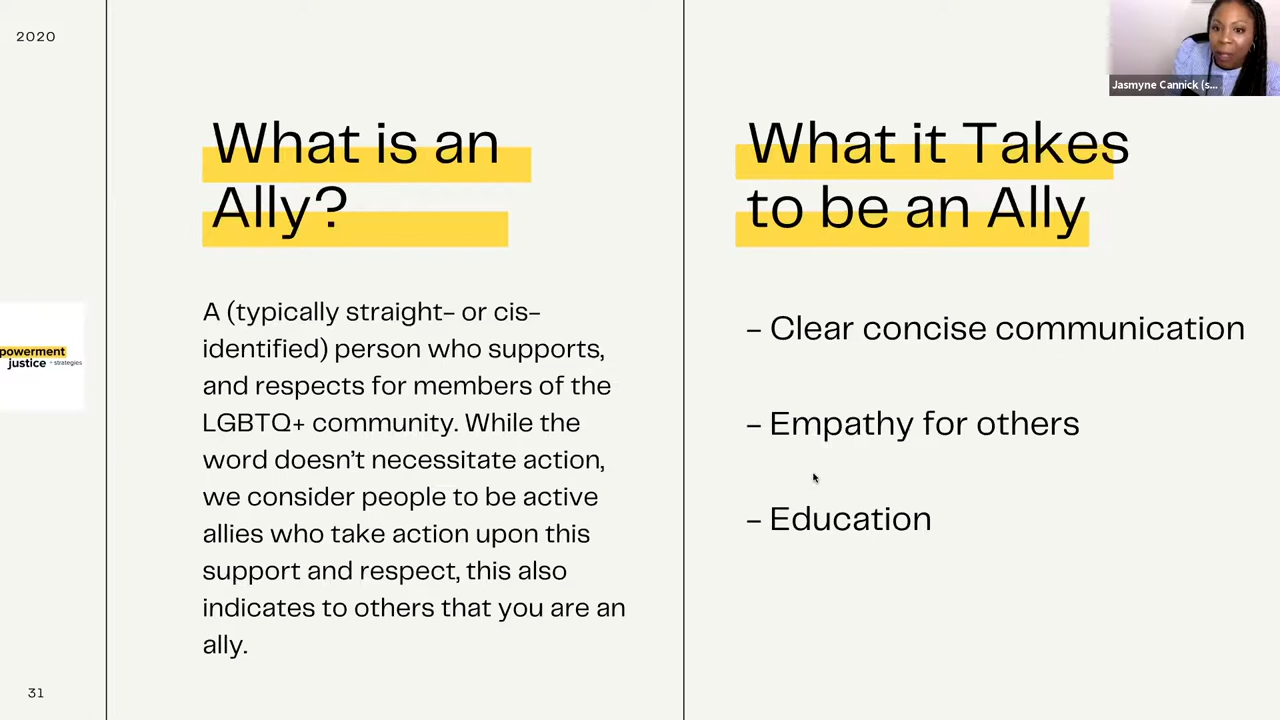 2020
Jasmyne Cannick (s...
What is an
Ally?
A (typically straight- or cis-
identified) person who supports,
and respects for members of the
LGBTQ+ community. While the
word doesn't necessitate action,
we consider people to be active
allies who take action upon this
support and respect, this also
indicates to others that you are an
ally.
What it Takes
to be an Ally
- Clear concise communication
- Empathy for others
- Education
powerment
justice + strategies
31